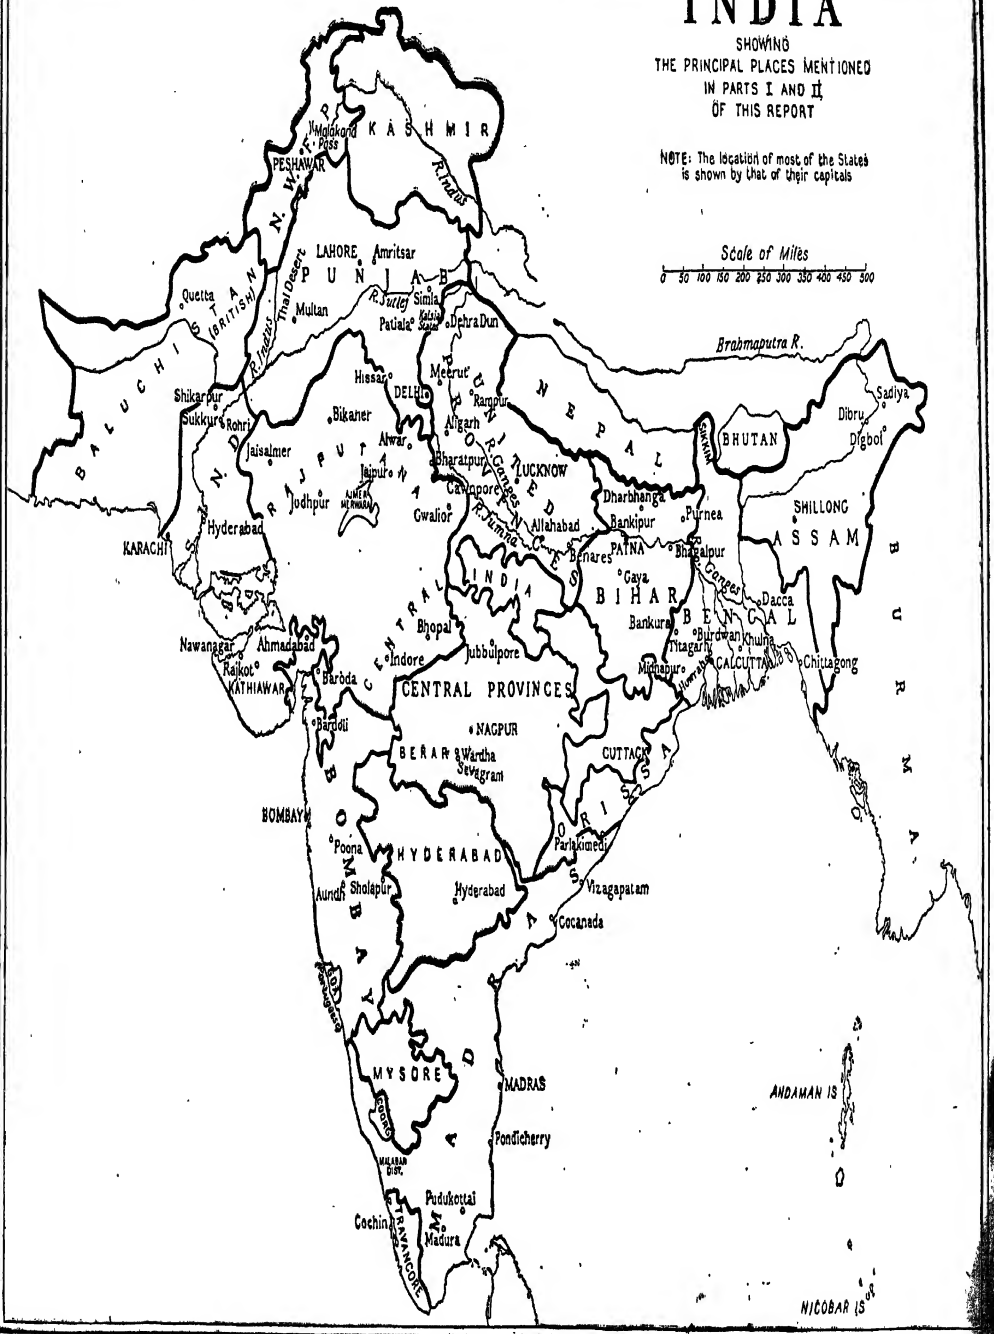 INDIA
SHOWING
THE PRINCIPAL PLACES MENTIONED
IN PARTS I AND II
OF THIS REPORT
NOTE: The location of most of the States
is shown by that of their capitals
Scale of Miles
0 50 100 150 200 250 300 350 400 450 500
N. W. F. P
Malakand
Pass
KASHMIR
PESHAWAR
R. Indus
LAHORE
Amritsar
PUNJAB
Thal Desert
Quetta
BALUCHISTAN
(BRITISH)
Multan
R. Sutlej
Simla
Patiala
Kalsia
States
Dehra Dun
R. Indus
Brahmaputra R.
Hissar
Meerut
DELHI
Rampur
UNITED
PROVINCES
NEPAL
SIKKIM
BHUTAN
Sadiya
Dibru
Digboi
Shikarpur
Sukkur
Rohri
SIND
Bikaner
Aligarh
Alwar
Jaisalmer
RAJPUTANA
Jaipur
Bharatpur
R. Ganges
LUCKNOW
Cawnpore
Jodhpur
AJMER
MERWARA
Gwalior
R. Jumna
Allahabad
Dharbhanga
Bankipur
Purnea
SHILLONG
ASSAM
Hyderabad
KARACHI
Benares
PATNA
Bhagalpur
CENTRAL
INDIA
Gaya
BIHAR
R. Ganges
Dacca
BENGAL
Bankura
Burdwan
Khulna
Titagarh
Nawanagar
Ahmadabad
Bhopal
Indore
Jubbulpore
Midnapur
CALCUTTA
Chittagong
Rajkot
KATHIAWAR
Baroda
CENTRAL PROVINCES
BURMA
Bardoli
NAGPUR
BERAR
Wardha
Sevagram
CUTTACK
ORISSA
BOMBAY
BOMBAY
Poona
HYDERABAD
Parlakimedi
Aundh
Sholapur
Hyderabad
Vizagapatam
Cocanada
GOA
Portuguese
MADRAS
MYSORE
MADRAS
ANDAMAN IS
COORG
Pondicherry
MALABAR
DIST.
Pudukottai
Cochin
TRAVANCORE
Madura
NICOBAR IS